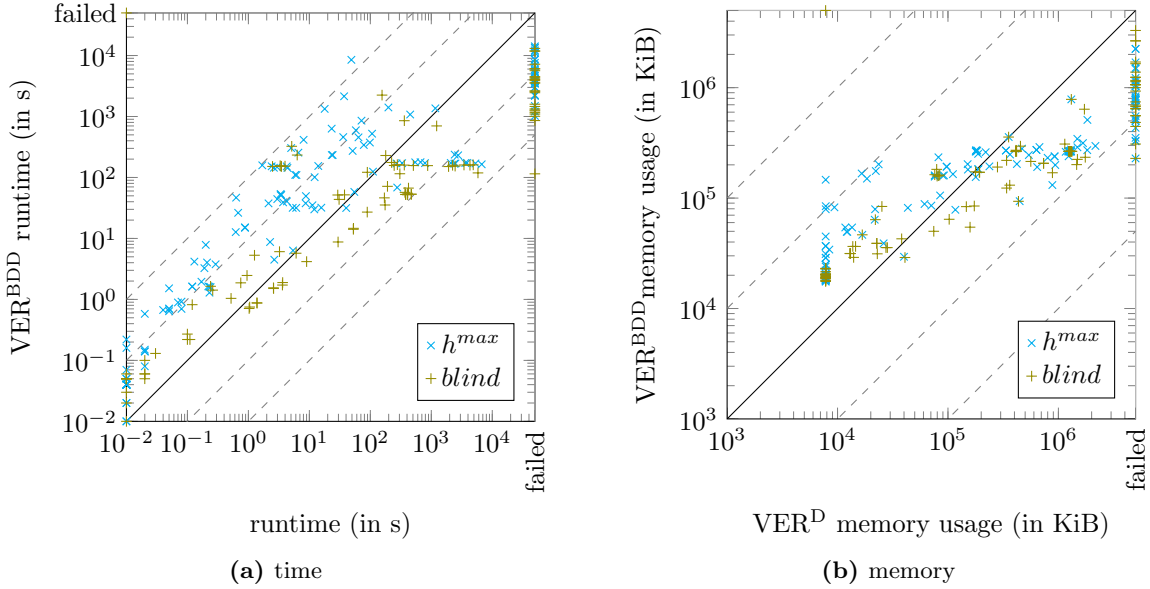 failed
10^4
10^3
10^2
10^1
10^0
10^−1
10^−2
VER^BDD runtime (in s)
10^−2 10^−1 10^0 10^1 10^2 10^3 10^4 failed
h^max
blind
runtime (in s)
(a) time
10^6
10^5
10^4
10^3
VER^BDD memory usage (in KiB)
10^3 10^4 10^5 10^6 failed
h^max
blind
VER^D memory usage (in KiB)
(b) memory